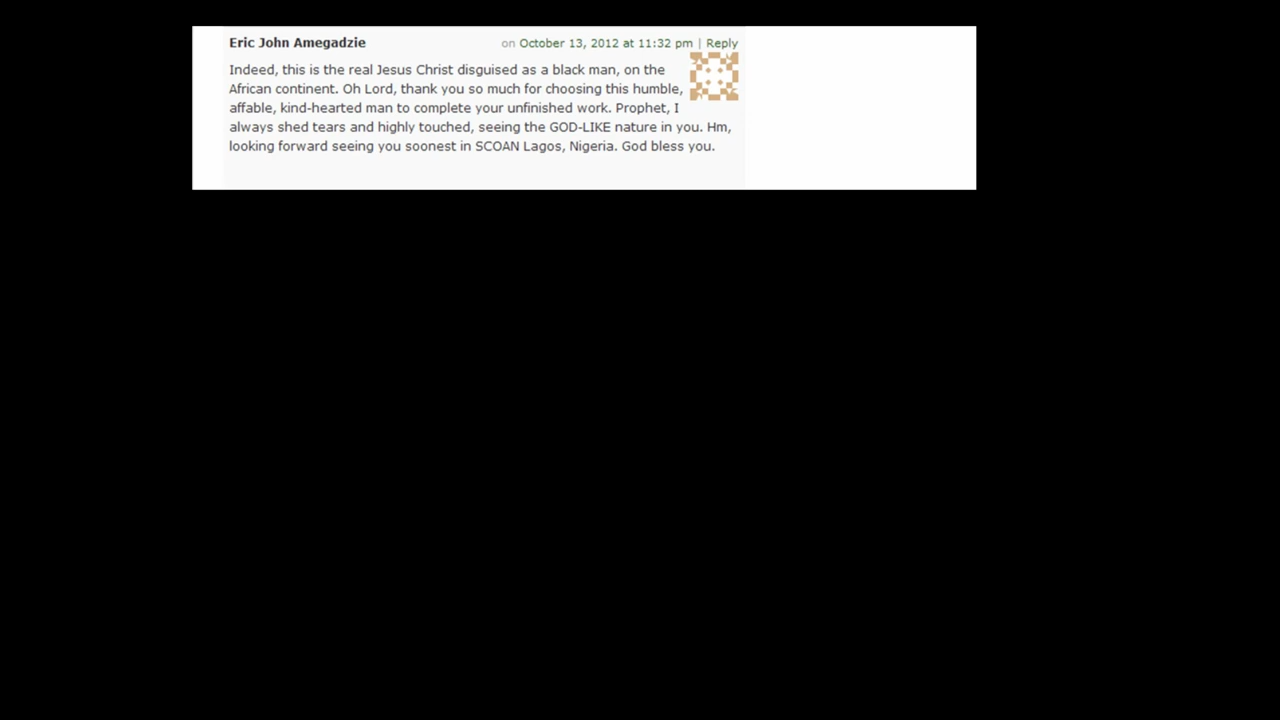 Eric John Amegadzie on October 13, 2012 at 11:32 pm | Reply
Indeed, this is the real Jesus Christ disguised as a black man, on the
African continent. Oh Lord, thank you so much for choosing this humble,
affable, kind-hearted man to complete your unfinished work. Prophet, I
always shed tears and highly touched, seeing the GOD-LIKE nature in you. Hm,
looking forward seeing you soonest in SCOAN Lagos, Nigeria. God bless you.